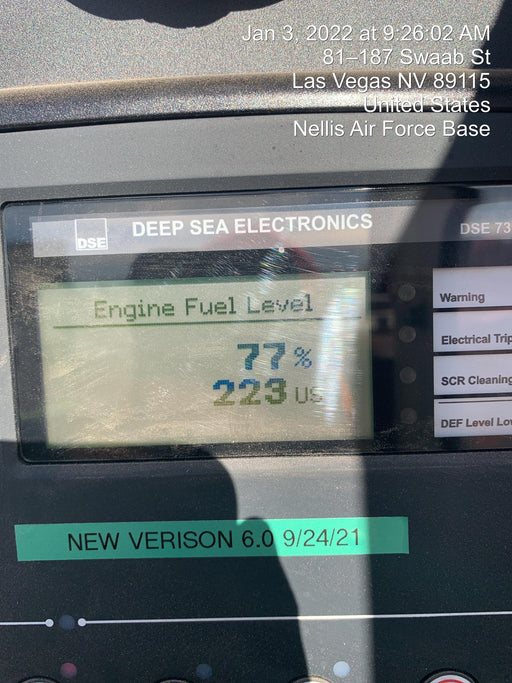 Jan 3, 2022 at 9:26:02 AM
81–187 Swaab St
Las Vegas NV 89115
United States
Nellis Air Force Base
DSE
DEEP SEA ELECTRONICS
DSE 73
Engine Fuel Level
77%
223 US
Warning
Electrical Trip
SCR Cleaning
DEF Level Lo
NEW VERISON 6.0 9/24/21